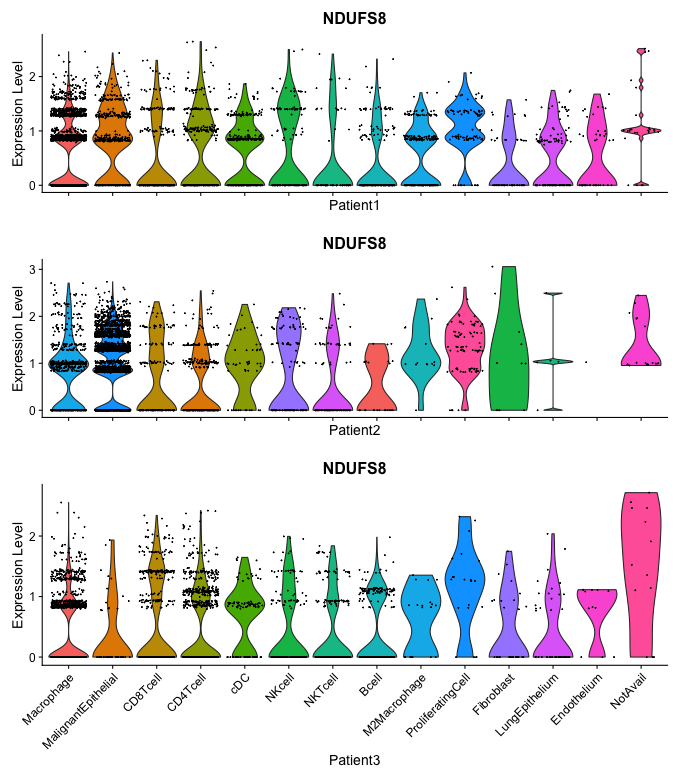 NDUFS8
Expression Level
2
1
0
Patient1
NDUFS8
Expression Level
3
2
1
0
Patient2
NDUFS8
Expression Level
2
1
0
Macrophage
MalignantEpithelial
CD8Tcell
CD4Tcell
cDC
NKcell
NKTcell
Bcell
M2Macrophage
ProliferatingCell
Fibroblast
LungEpithelium
Endothelium
NotAvail
Patient3